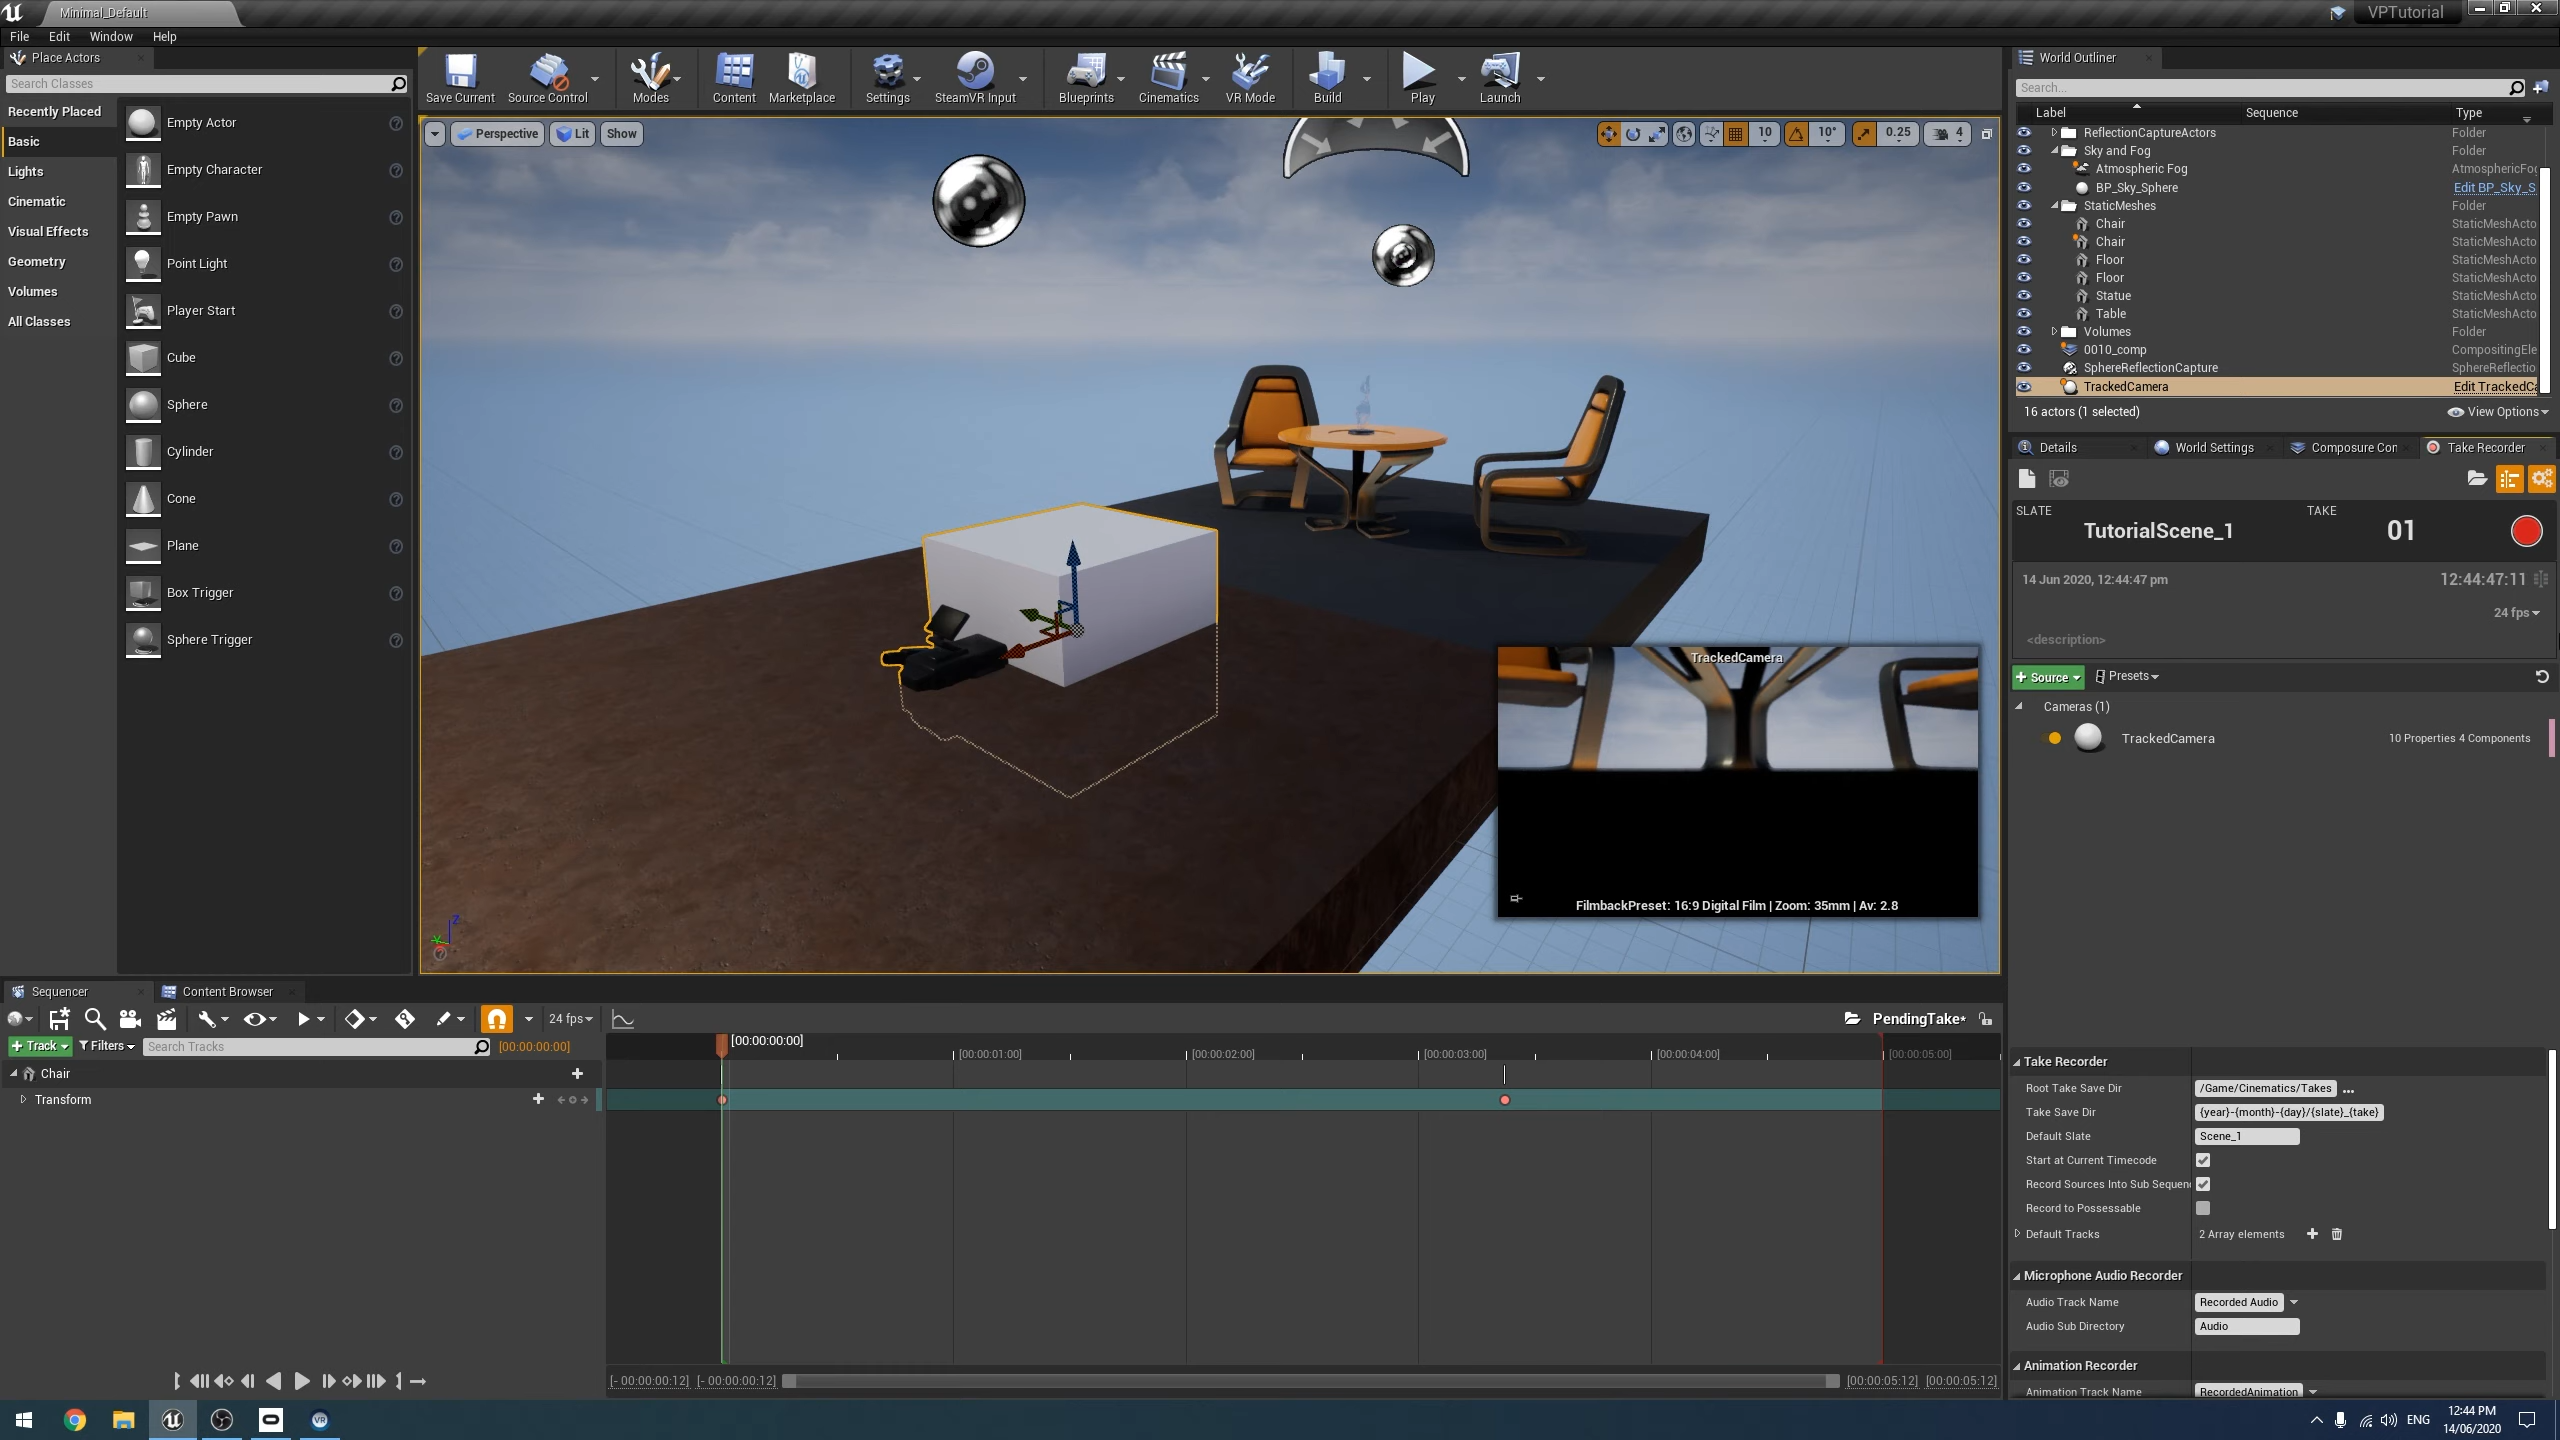 Minimal_Default
VPTutorial
File Edit Window Help
Place Actors
Search Classes
Recently Placed
Basic
Lights
Cinematic
Visual Effects
Geometry
Volumes
All Classes
Empty Actor
Empty Character
Empty Pawn
Point Light
Player Start
Cube
Sphere
Cylinder
Cone
Plane
Box Trigger
Sphere Trigger
Save Current Source Control Modes Content Marketplace Settings SteamVR Input Blueprints Cinematics VR Mode Build Play Launch
Perspective Lit Show
10 10° 0.25 4
TrackedCamera
FilmbackPreset: 16:9 Digital Film | Zoom: 35mm | Av: 2.8
World Outliner
Search...
Label Sequence Type
ReflectionCaptureActors Folder
Sky and Fog Folder
Atmospheric Fog AtmosphericFog
BP_Sky_Sphere Edit BP_Sky_S
StaticMeshes Folder
Chair StaticMeshActo
Chair StaticMeshActo
Floor StaticMeshActo
Floor StaticMeshActo
Statue StaticMeshActo
Table StaticMeshActo
Volumes Folder
0010_comp CompositingEle
SphereReflectionCapture SphereReflectio
TrackedCamera Edit TrackedCa
16 actors (1 selected) View Options
Details World Settings Composure Con Take Recorder
SLATE TAKE
TutorialScene_1 01
14 Jun 2020, 12:44:47 pm 12:44:47:11
24 fps
<description>
+ Source Presets
Cameras (1)
TrackedCamera 10 Properties 4 Components
Take Recorder
Root Take Save Dir /Game/Cinematics/Takes ...
Take Save Dir {year}-{month}-{day}/{slate}_{take}
Default Slate Scene_1
Start at Current Timecode
Record Sources Into Sub Sequen
Record to Possessable
Default Tracks 2 Array elements
Microphone Audio Recorder
Audio Track Name Recorded Audio
Audio Sub Directory Audio
Animation Recorder
Animation Track Name RecordedAnimation
Sequencer Content Browser
24 fps
PendingTake*
+ Track Filters Search Tracks [00:00:00:00]
[00:00:00:00]
[00:00:01:00] [00:00:02:00] [00:00:03:00] [00:00:04:00] [00:00:05:00]
Chair
Transform
[- 00:00:00:12] [- 00:00:00:12] [00:00:05:12] [00:00:05:12]
VR
ENG
12:44 PM
14/06/2020